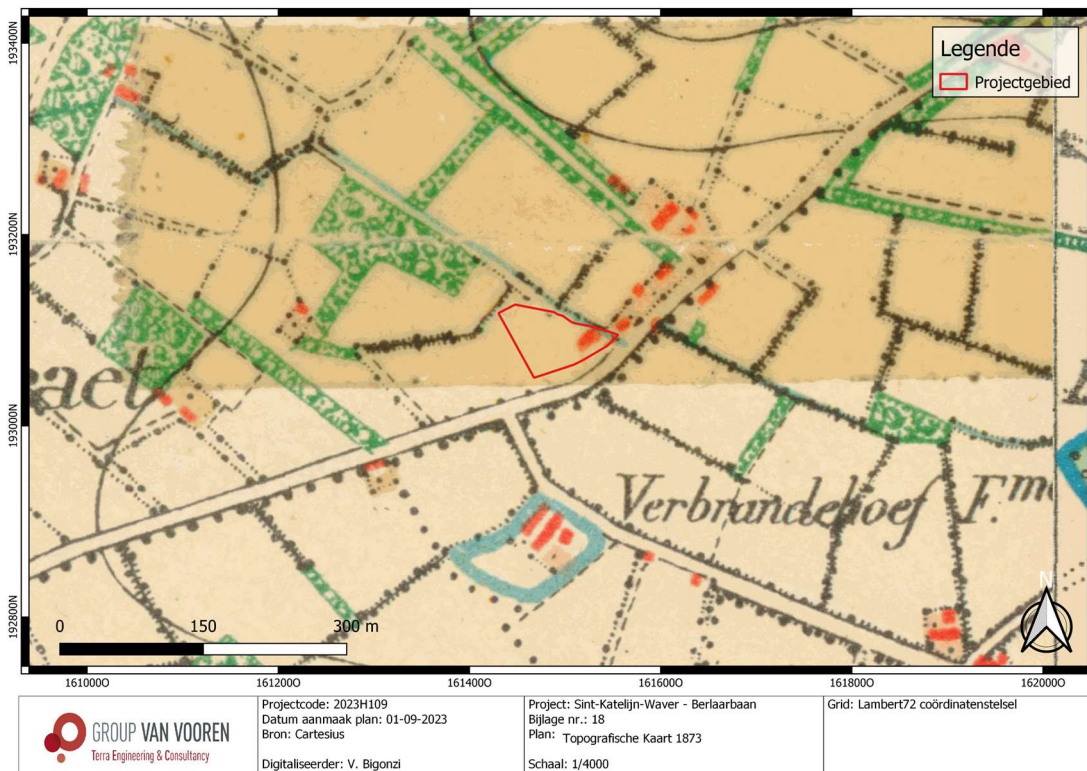 Legende
Projectgebied
193400N
193200N
193000N
192800N
aet
Verbrandehoef F.me
N
0 150 300 m
161000O 161200O 161400O 161600O 161800O 162000O
GROUP VAN VOOREN
Terra Engineering & Consultancy
Projectcode: 2023H109
Datum aanmaak plan: 01-09-2023
Bron: Cartesius
Digitaliseerder: V. Bigonzi
Project: Sint-Katelijn-Waver - Berlaarbaan
Bijlage nr.: 18
Plan: Topografische Kaart 1873
Schaal: 1/4000
Grid: Lambert72 coördinatenstelsel